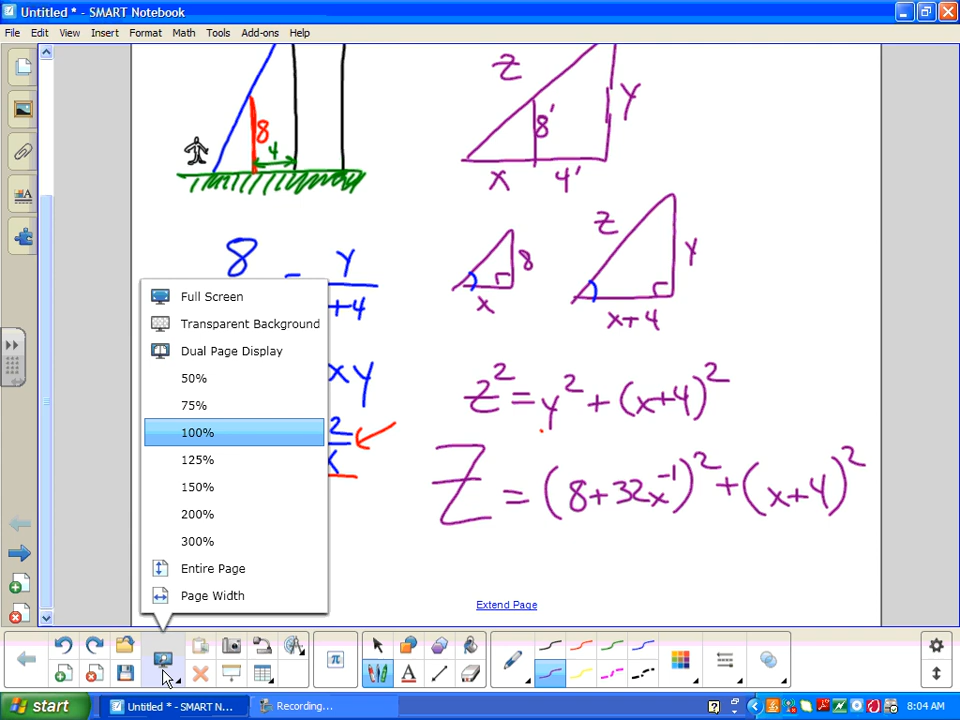 Untitled * - SMART Notebook
File Edit View Insert Format Math Tools Add-ons Help
8
4
Z
8'
Y
x
4'
8
y
+4
=
8
x
Z
Y
x+4
Full Screen
Transparent Background
Dual Page Display
50%
75%
100%
125%
150%
200%
300%
Entire Page
Page Width
xy
2
x
z² = y² + (x+4)²
Z = (8+32x⁻¹)² + (x+4)²
Extend Page
π
A
start
Untitled * - SMART N...
Recording...
8:04 AM